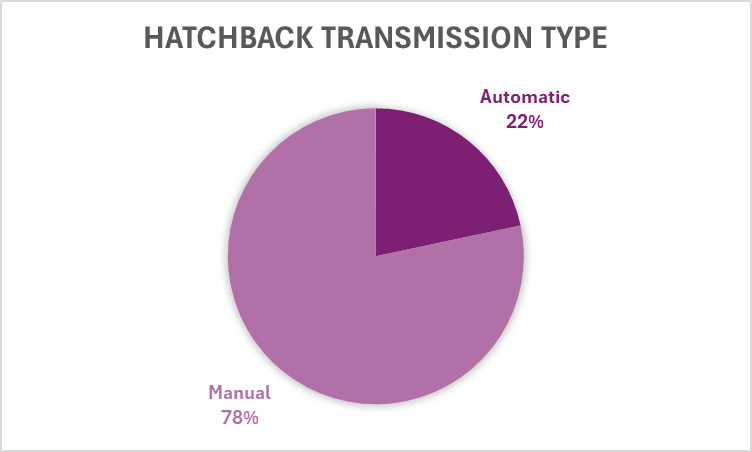 HATCHBACK TRANSMISSION TYPE
Automatic
22%
Manual
78%